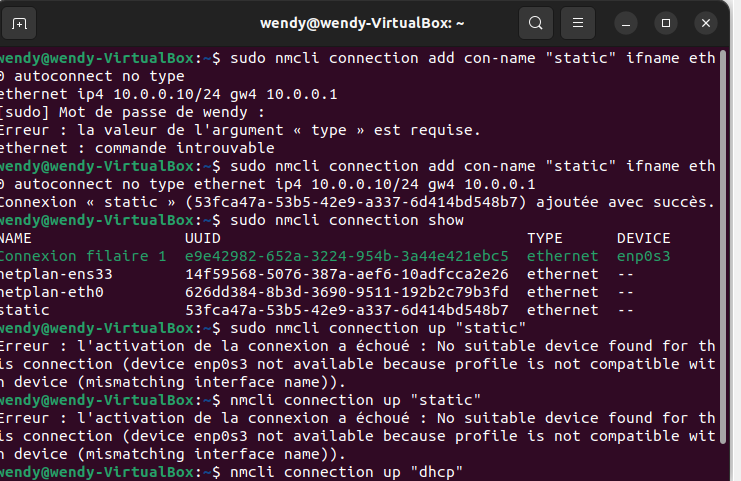 wendy@wendy-VirtualBox: ~
wendy@wendy-VirtualBox:~$ sudo nmcli connection add con-name "static" ifname eth
0 autoconnect no type
ethernet ip4 10.0.0.10/24 gw4 10.0.0.1
[sudo] Mot de passe de wendy :
Erreur : la valeur de l'argument « type » est requise.
ethernet : commande introuvable
wendy@wendy-VirtualBox:~$ sudo nmcli connection add con-name "static" ifname eth
0 autoconnect no type ethernet ip4 10.0.0.10/24 gw4 10.0.0.1
Connexion « static » (53fca47a-53b5-42e9-a337-6d414bd548b7) ajoutée avec succès.
wendy@wendy-VirtualBox:~$ sudo nmcli connection show
NAME UUID TYPE DEVICE
Connexion filaire 1 e9e42982-652a-3224-954b-3a44e421ebc5 ethernet enp0s3
netplan-ens33 14f59568-5076-387a-aef6-10adfcca2e26 ethernet --
netplan-eth0 626dd384-8b3d-3690-9511-192b2c79b3fd ethernet --
static 53fca47a-53b5-42e9-a337-6d414bd548b7 ethernet --
wendy@wendy-VirtualBox:~$ sudo nmcli connection up "static"
Erreur : l'activation de la connexion a échoué : No suitable device found for th
is connection (device enp0s3 not available because profile is not compatible wit
h device (mismatching interface name)).
wendy@wendy-VirtualBox:~$ nmcli connection up "static"
Erreur : l'activation de la connexion a échoué : No suitable device found for th
is connection (device enp0s3 not available because profile is not compatible wit
h device (mismatching interface name)).
wendy@wendy-VirtualBox:~$ nmcli connection up "dhcp"